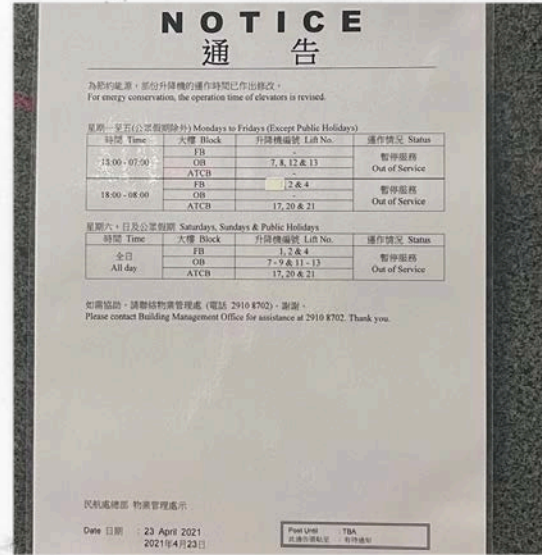 NOTICE
通 告
為節約能源，部份升降機的運作時間已作出修改。
For energy conservation, the operation time of elevators is revised.
星期一至五(公眾假期除外) Mondays to Fridays (Except Public Holidays)
時間 Time 大樓 Block 升降機編號 Lift No. 運作情況 Status
FB -
OB 7, 8, 12 & 13
ATCB -
- 07:00
暫停服務
Out of Service
FB 2 & 4
OB -
ATCB 17, 20 & 21
18:00 - 08:00
暫停服務
Out of Service
星期六，日及公眾假期 Saturdays, Sundays & Public Holidays
時間 Time 大樓 Block 升降機編號 Lift No. 運作情況 Status
全日
All day
FB 1, 2 & 4
OB 7 - 9 & 11 - 13
ATCB 17, 20 & 21
暫停服務
Out of Service
如需協助，請聯絡物業管理處 (電話 2910 8702)，謝謝。
Please contact Building Management Office for assistance at 2910 8702. Thank you.
民航處總部 物業管理處示
Date 日期 : 23 April 2021
2021年4月23日
Post Until : TBA
此通告張貼至 : 有待通知